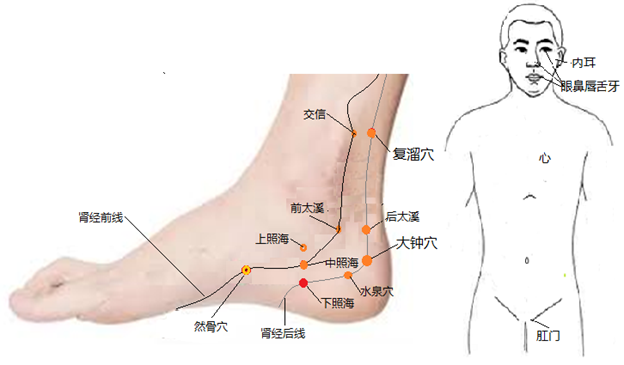 内耳
眼鼻唇舌牙
交信
复溜穴
心
前太溪
后太溪
肾经前线
上照海
大钟穴
中照海
水泉穴
下照海
然骨穴
肾经后线
肛门